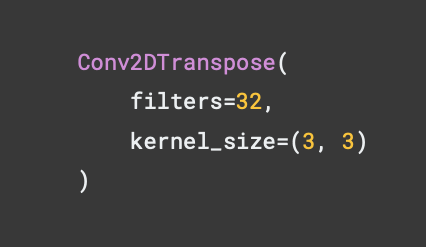 Conv2DTranspose(
    filters=32,
    kernel_size=(3, 3)
)